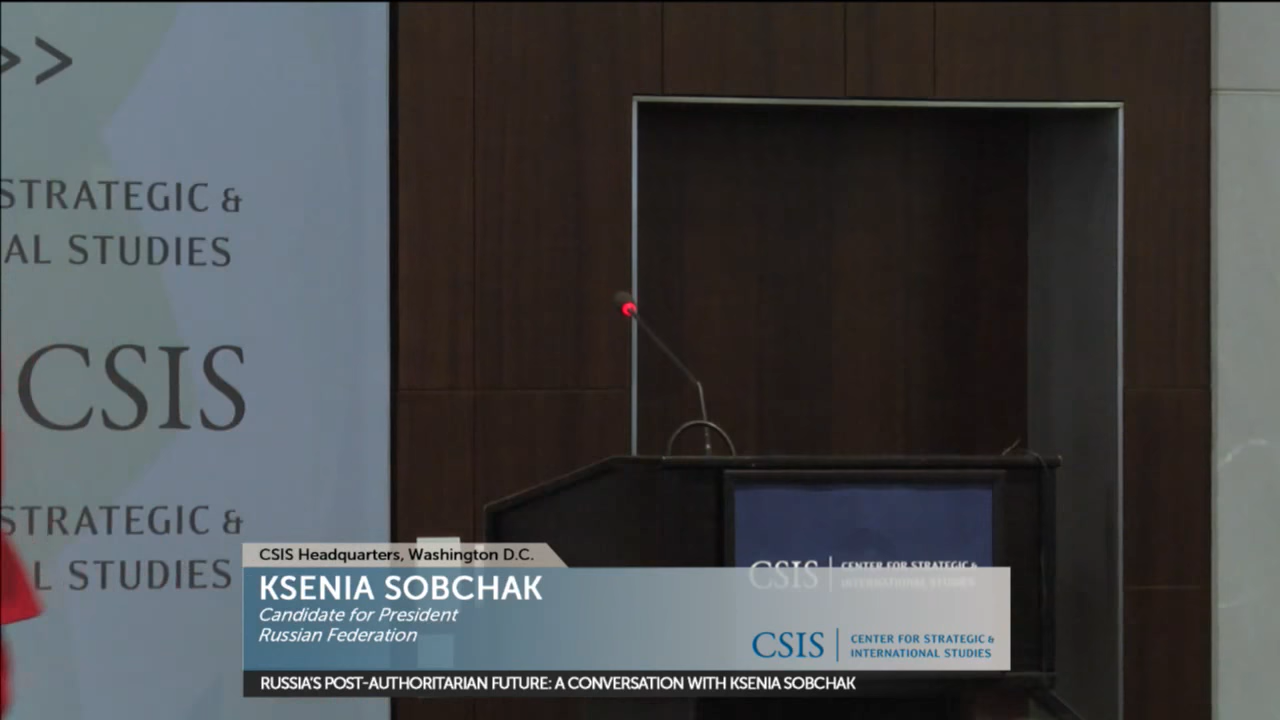 >>
STRATEGIC &
AL STUDIES
CSIS
STRATEGIC &
L STUDIES
CSIS CENTER FOR STRATEGIC &
INTERNATIONAL STUDIES
CSIS Headquarters, Washington D.C.
KSENIA SOBCHAK
Candidate for President
Russian Federation
CSIS CENTER FOR STRATEGIC &
INTERNATIONAL STUDIES
RUSSIA'S POST-AUTHORITARIAN FUTURE: A CONVERSATION WITH KSENIA SOBCHAK